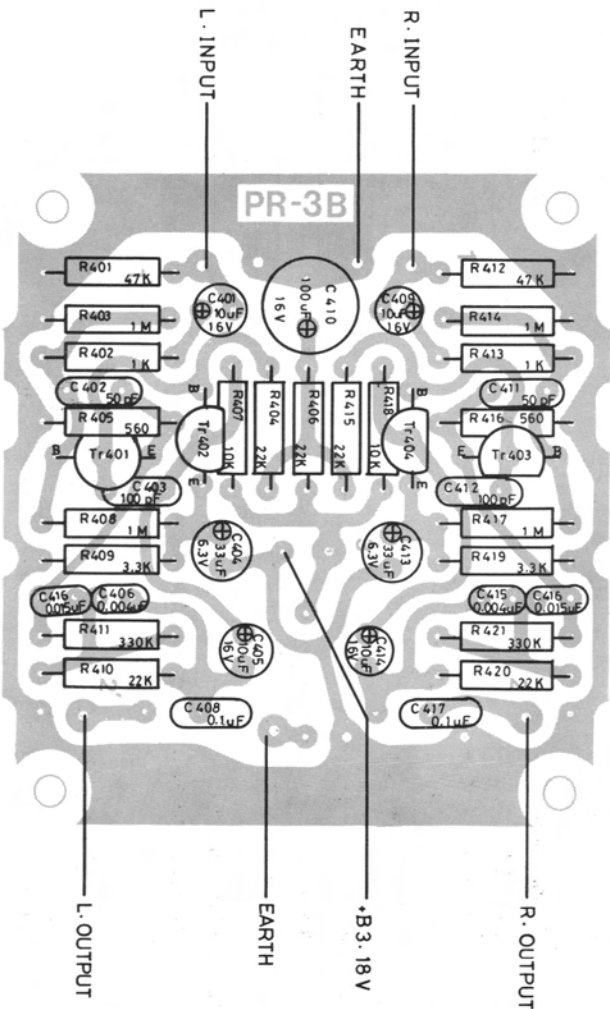 L·INPUT
EARTH
R·INPUT
PR-3B
R401
47K
R412
47K
C401
10uF
16V
C410
100uF
16V
C409
10uF
16V
R403
1M
R414
1M
R402
1K
R413
1K
C402
50pF
C411
50pF
R405
560
R416
560
B
Tr401
E
B
Tr402
E
R407
10K
R404
22K
R406
22K
R415
22K
R418
10K
B
Tr404
E
E
Tr403
B
C403
100pF
C412
100pF
R408
1M
R417
1M
R409
3.3K
R419
3.3K
C404
33uF
6.3V
C413
33uF
6.3V
C416
0.015uF
C406
0.004uF
C415
0.004uF
C416
0.015uF
R411
330K
R421
330K
C405
10uF
16V
C414
10uF
16V
R410
22K
R420
22K
C408
0.1uF
C417
0.1uF
L·OUTPUT
EARTH
+B3.18V
R·OUTPUT